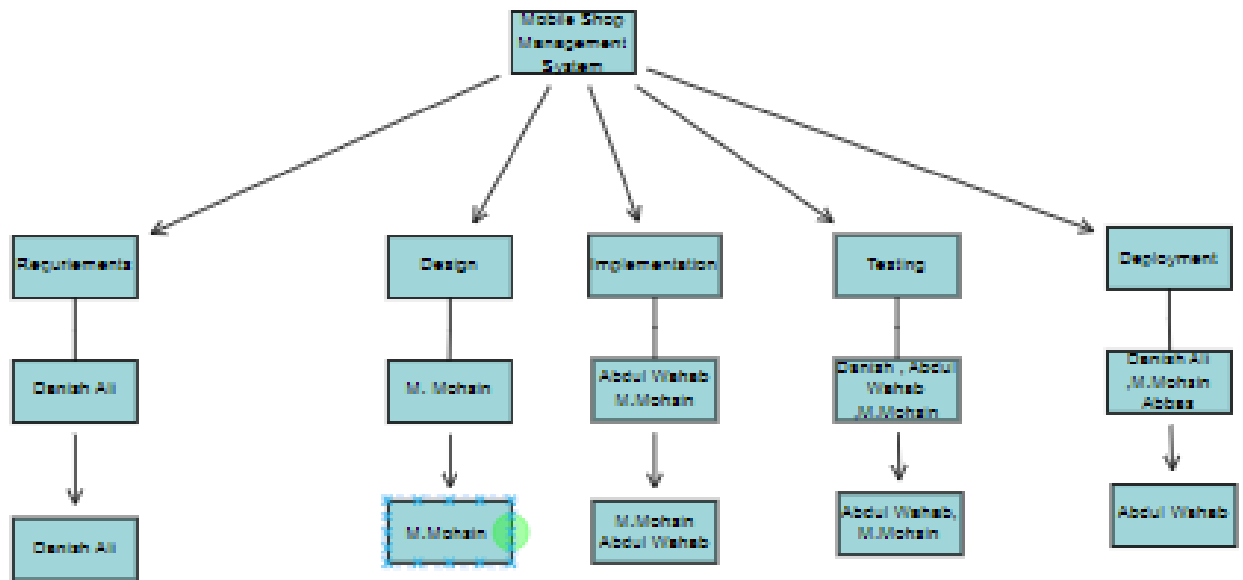 Mobile Shop
Management
System
Requriements
Design
Implementation
Testing
Deployment
Danish Ali
M. Mohsin
Abdul Wahab
M.Mohsin
Danish , Abdul
Wahab
,M.Mohsin
Danish Ali
,M.Mohsin
Abbas
Danish Ali
M.Mohsin
M.Mohsin
Abdul Wahab
Abdul Wahab,
M.Mohsin
Abdul Wahab